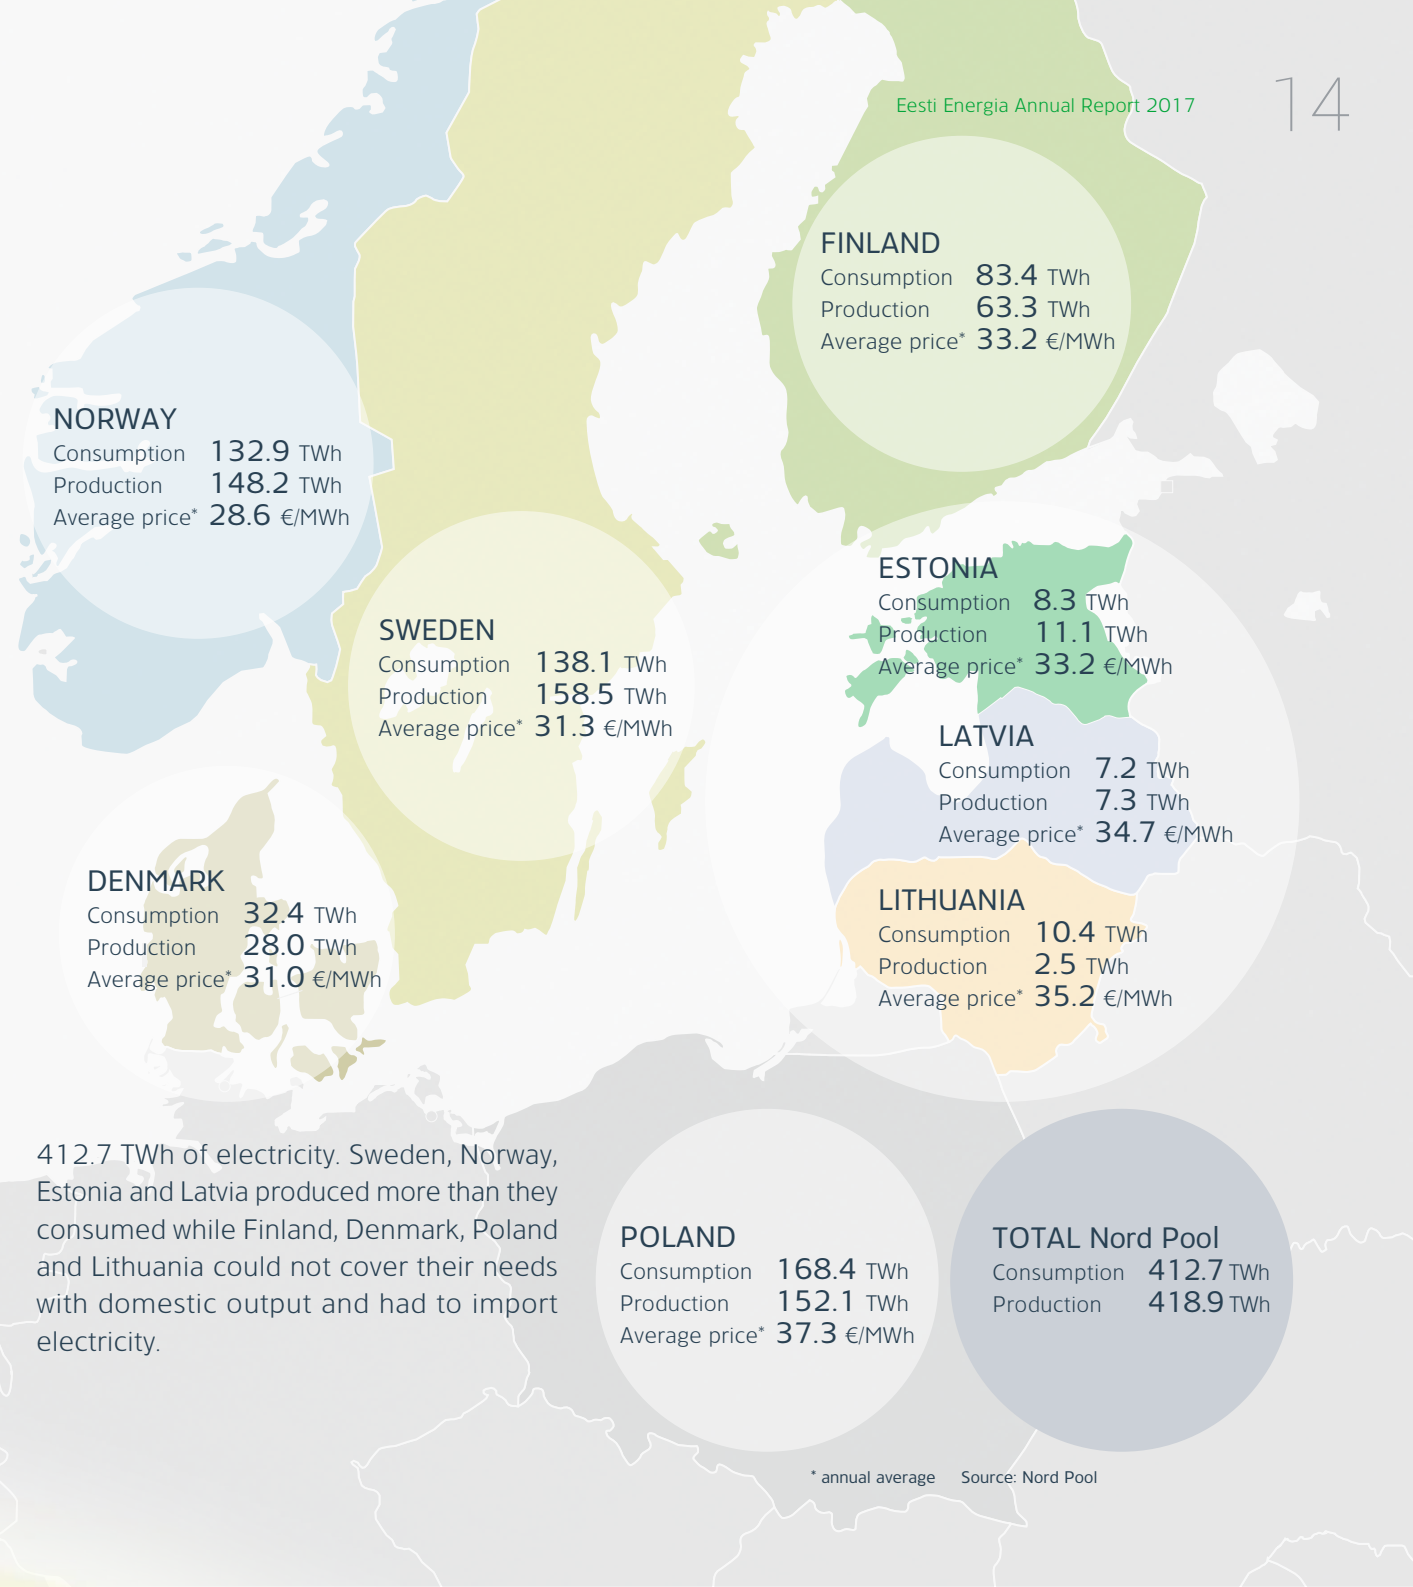 Eesti Energia Annual Report 2017
14
FINLAND
Consumption 83.4 TWh
Production 63.3 TWh
Average price* 33.2 €/MWh
NORWAY
Consumption 132.9 TWh
Production 148.2 TWh
Average price* 28.6 €/MWh
ESTONIA
Consumption 8.3 TWh
Production 11.1 TWh
Average price* 33.2 €/MWh
SWEDEN
Consumption 138.1 TWh
Production 158.5 TWh
Average price* 31.3 €/MWh
LATVIA
Consumption 7.2 TWh
Production 7.3 TWh
Average price* 34.7 €/MWh
DENMARK
Consumption 32.4 TWh
Production 28.0 TWh
Average price* 31.0 €/MWh
LITHUANIA
Consumption 10.4 TWh
Production 2.5 TWh
Average price* 35.2 €/MWh
412.7 TWh of electricity. Sweden, Norway,
Estonia and Latvia produced more than they
consumed while Finland, Denmark, Poland
and Lithuania could not cover their needs
with domestic output and had to import
electricity.
POLAND
Consumption 168.4 TWh
Production 152.1 TWh
Average price* 37.3 €/MWh
TOTAL Nord Pool
Consumption 412.7 TWh
Production 418.9 TWh
* annual average Source: Nord Pool